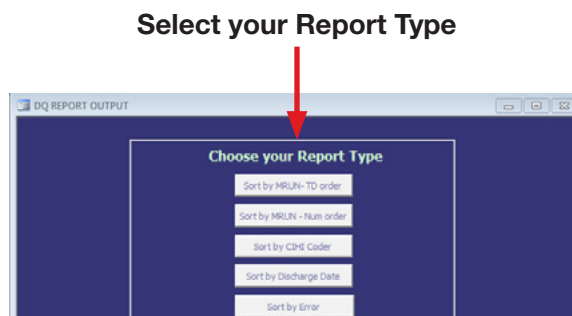 Select your Report Type
DQ REPORT OUTPUT
Choose your Report Type
Sort by MRUN- TD order
Sort by MRUN - Num order
Sort by CIHI Coder
Sort by Discharge Date
Sort by Error